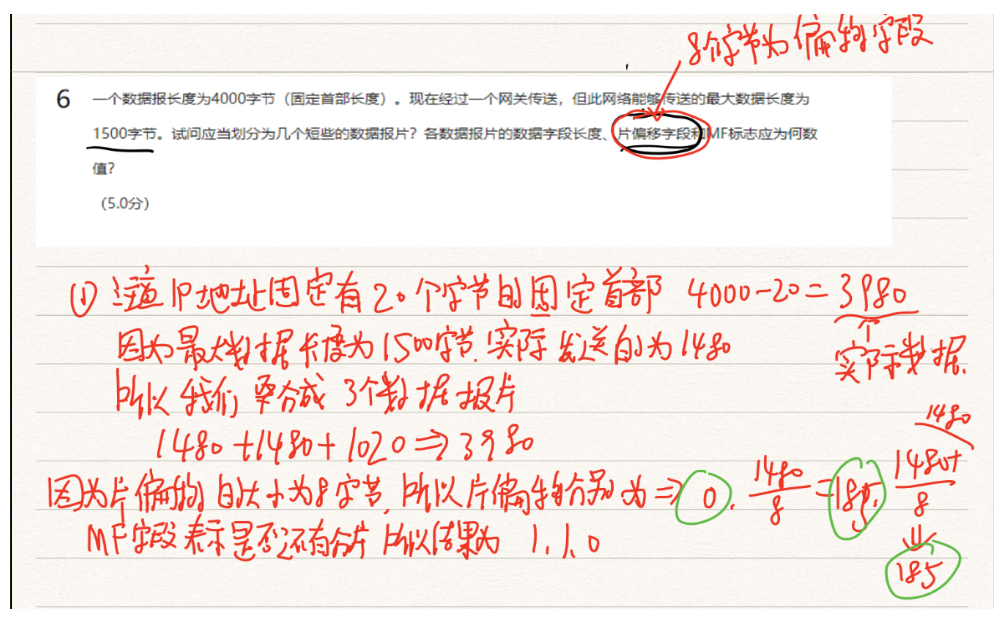 8个字节为偏移字段
6 一个数据报长度为4000字节（固定首部长度）。现在经过一个网关传送，但此网络能够传送的最大数据长度为
1500字节。试问应当划分为几个短些的数据报片？各数据报片的数据字段长度、片偏移字段和MF标志应为何数
值？
（5.0分）
(1) 这道IP地址固定有20个字节的固定首部 4000-20=3980
↑
实际数据
因为最大数据长度为1500字节.实际发送的为1480
所以我们要分成 3个数据报片
1480+1480+1020⇒3980
因为片偏移的大小为8字节,所以片偏移分别为⇒ 0, 1480/8 =185, 1480+1480/8
⇓
185
MF字段表示是否还有分片 所以结果为 1,1,0